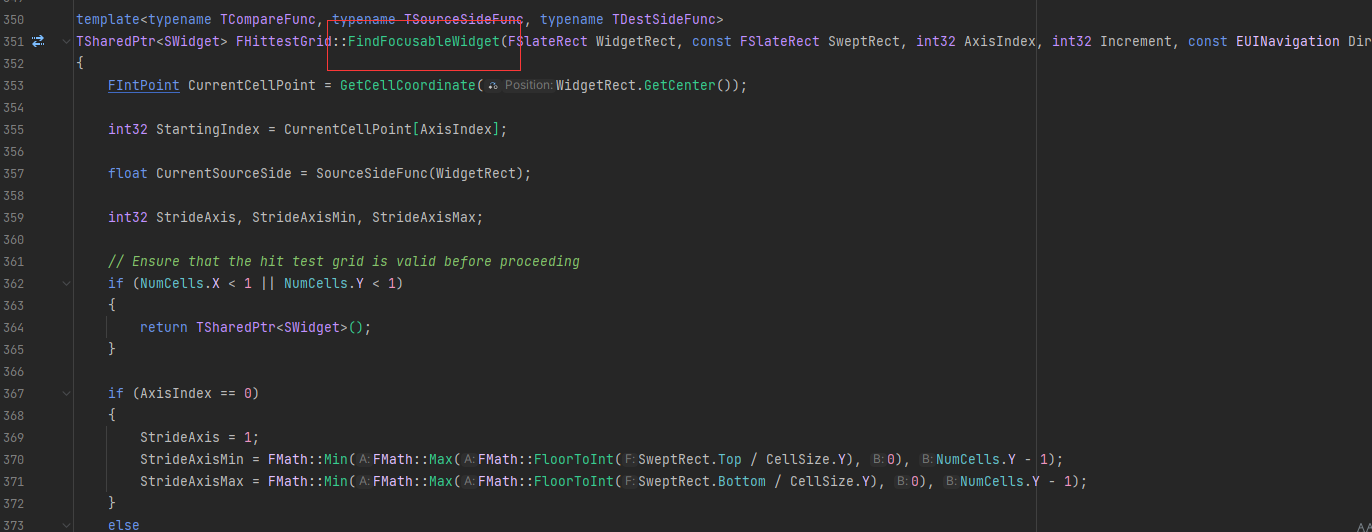 350 template<typename TCompareFunc, typename TSourceSideFunc, typename TDestSideFunc>
351 TSharedPtr<SWidget> FHittestGrid::FindFocusableWidget(FSlateRect WidgetRect, const FSlateRect SweptRect, int32 AxisIndex, int32 Increment, const EUINavigation Dir
352 {
353 FIntPoint CurrentCellPoint = GetCellCoordinate( Position: WidgetRect.GetCenter());
354
355 int32 StartingIndex = CurrentCellPoint[AxisIndex];
356
357 float CurrentSourceSide = SourceSideFunc(WidgetRect);
358
359 int32 StrideAxis, StrideAxisMin, StrideAxisMax;
360
361 // Ensure that the hit test grid is valid before proceeding
362 if (NumCells.X < 1 || NumCells.Y < 1)
363 {
364 return TSharedPtr<SWidget>();
365 }
366
367 if (AxisIndex == 0)
368 {
369 StrideAxis = 1;
370 StrideAxisMin = FMath::Min( A: FMath::Max( A: FMath::FloorToInt( F: SweptRect.Top / CellSize.Y), B: 0), B: NumCells.Y - 1);
371 StrideAxisMax = FMath::Min( A: FMath::Max( A: FMath::FloorToInt( F: SweptRect.Bottom / CellSize.Y), B: 0), B: NumCells.Y - 1);
372 }
373 else